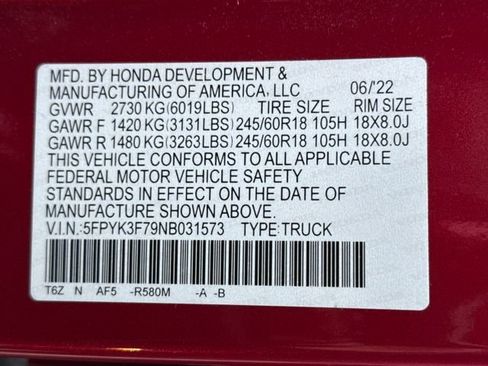 MFD. BY HONDA DEVELOPMENT &
MANUFACTURING OF AMERICA, LLC 06/'22
GVWR 2730 KG(6019LBS) TIRE SIZE RIM SIZE
GAWR F 1420 KG(3131LBS) 245/60R18 105H 18X8.0J
GAWR R 1480 KG(3263LBS) 245/60R18 105H 18X8.0J
THIS VEHICLE CONFORMS TO ALL APPLICABLE
FEDERAL MOTOR VEHICLE SAFETY
STANDARDS IN EFFECT ON THE DATE OF
MANUFACTURE SHOWN ABOVE.
V.I.N.:5FPYK3F79NB031573 TYPE:TRUCK
T6Z N AF5 -R580M -A -B